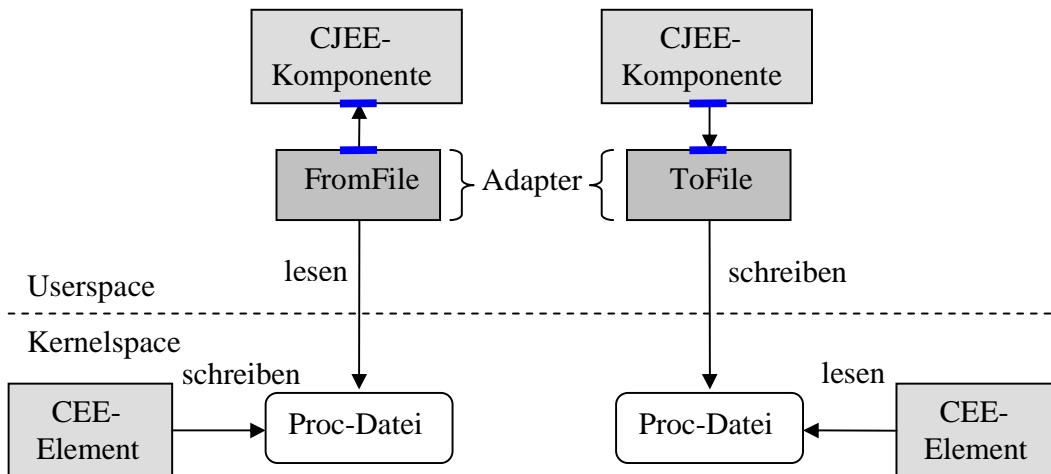 CJEE-
Komponente
CJEE-
Komponente
FromFile
Adapter
ToFile
lesen
schreiben
Userspace
Kernelspace
schreiben
lesen
CEE-
Element
Proc-Datei
Proc-Datei
CEE-
Element